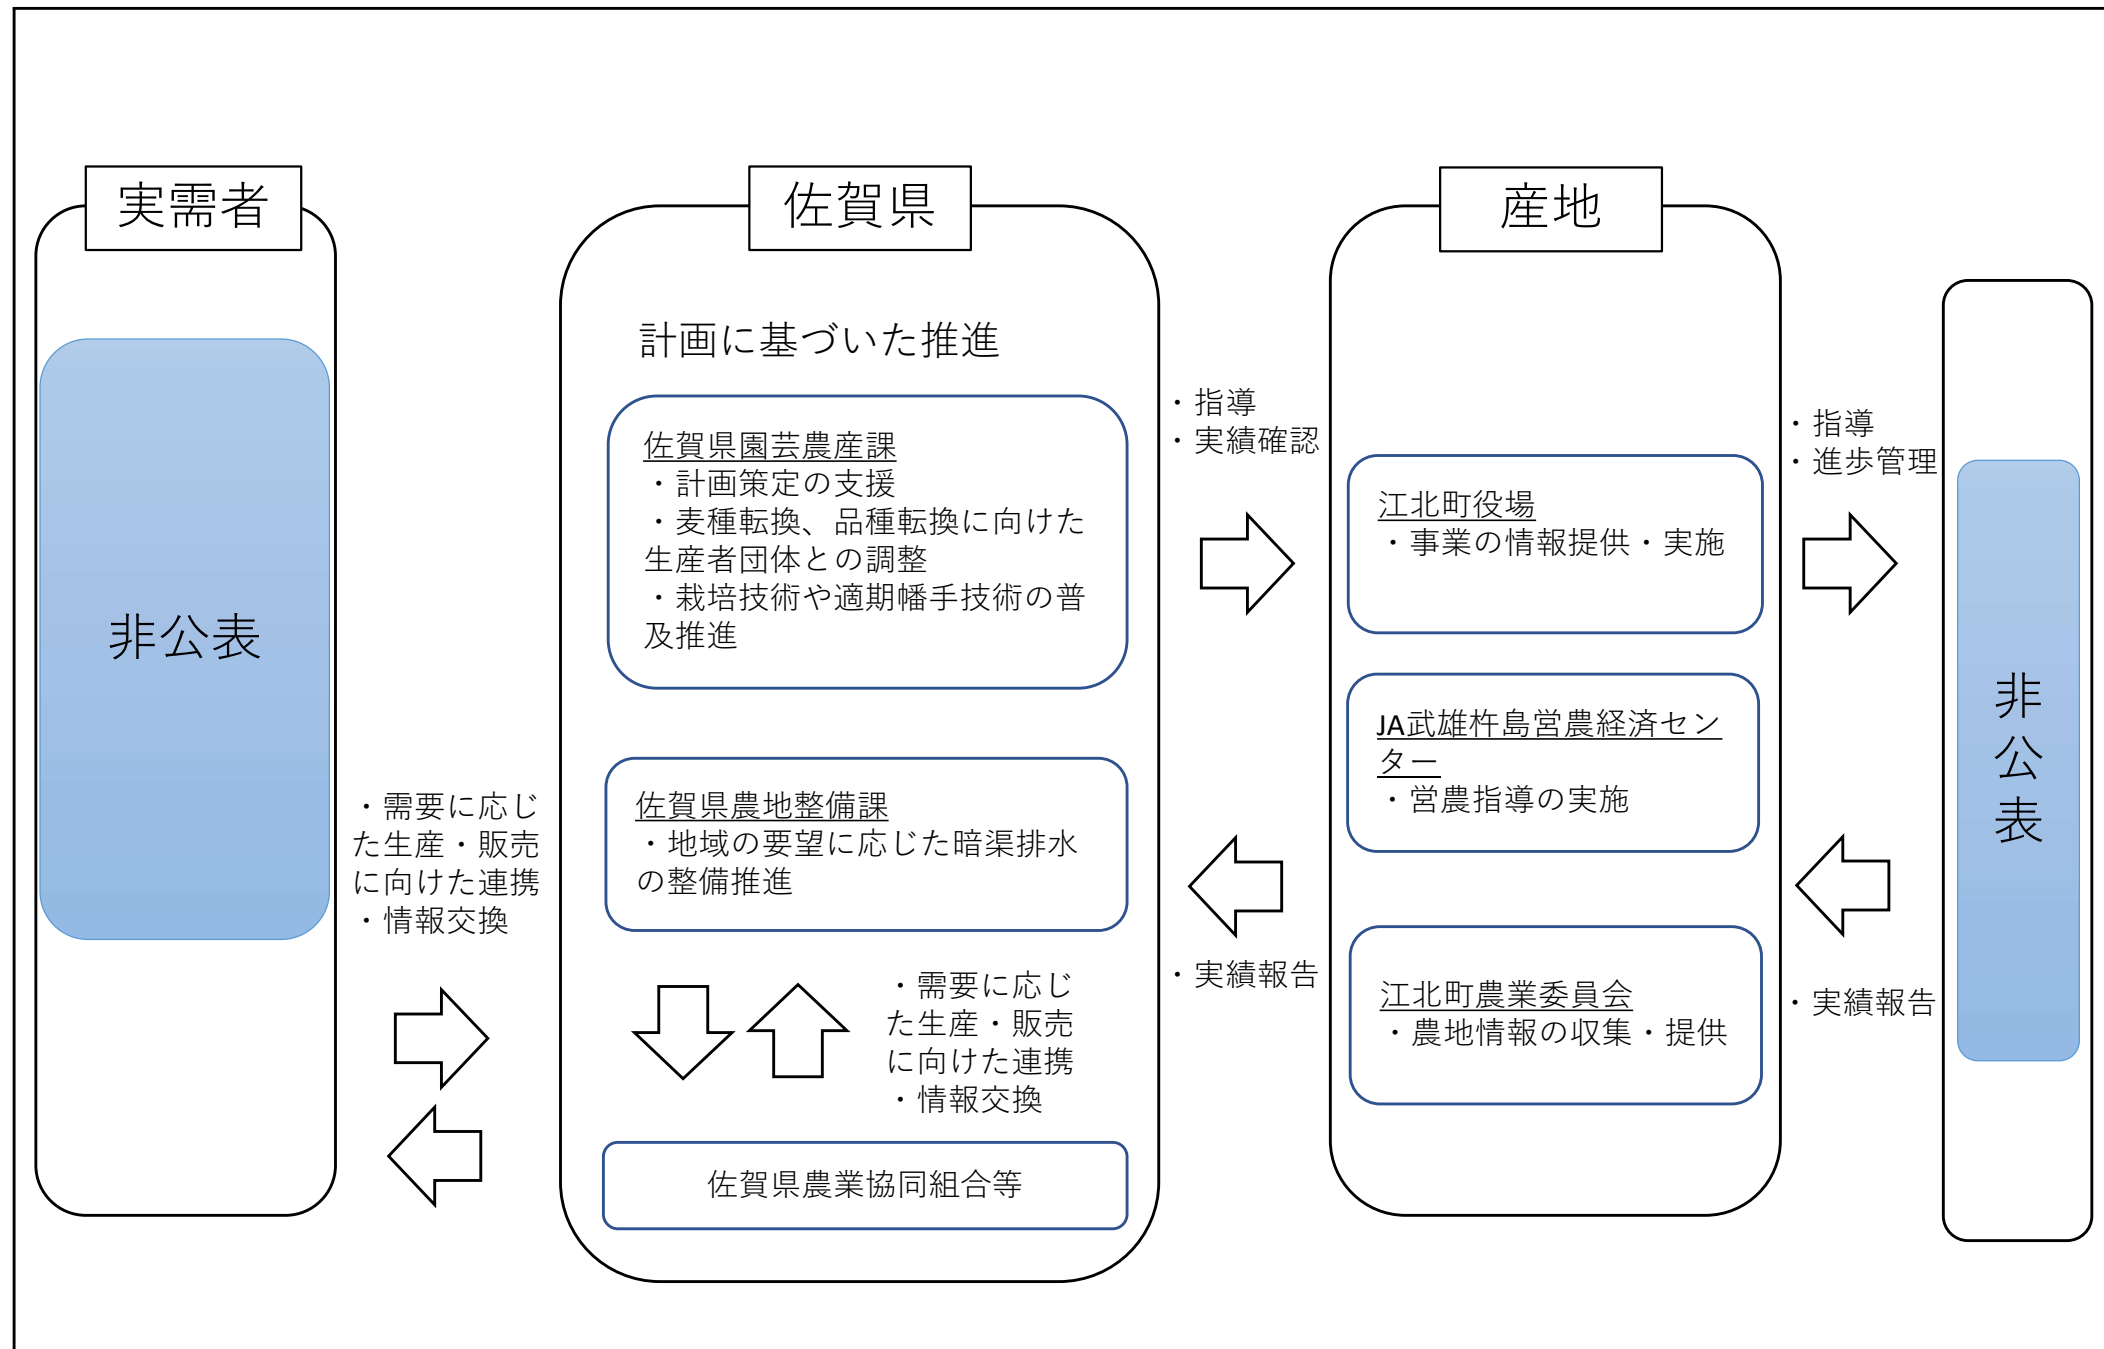 実需者
非公表
・需要に応じ
た生産・販売
に向けた連携
・情報交換
佐賀県
計画に基づいた推進
佐賀県園芸農産課
・計画策定の支援
・麦種転換、品種転換に向けた
生産者団体との調整
・栽培技術や適期幡手技術の普
及推進
佐賀県農地整備課
・地域の要望に応じた暗渠排水
の整備推進
・需要に応じ
た生産・販売
に向けた連携
・情報交換
佐賀県農業協同組合等
・指導
・実績確認
・実績報告
産地
江北町役場
・事業の情報提供・実施
JA武雄杵島営農経済セン
ター
・営農指導の実施
江北町農業委員会
・農地情報の収集・提供
・指導
・進歩管理
・実績報告
非
公
表